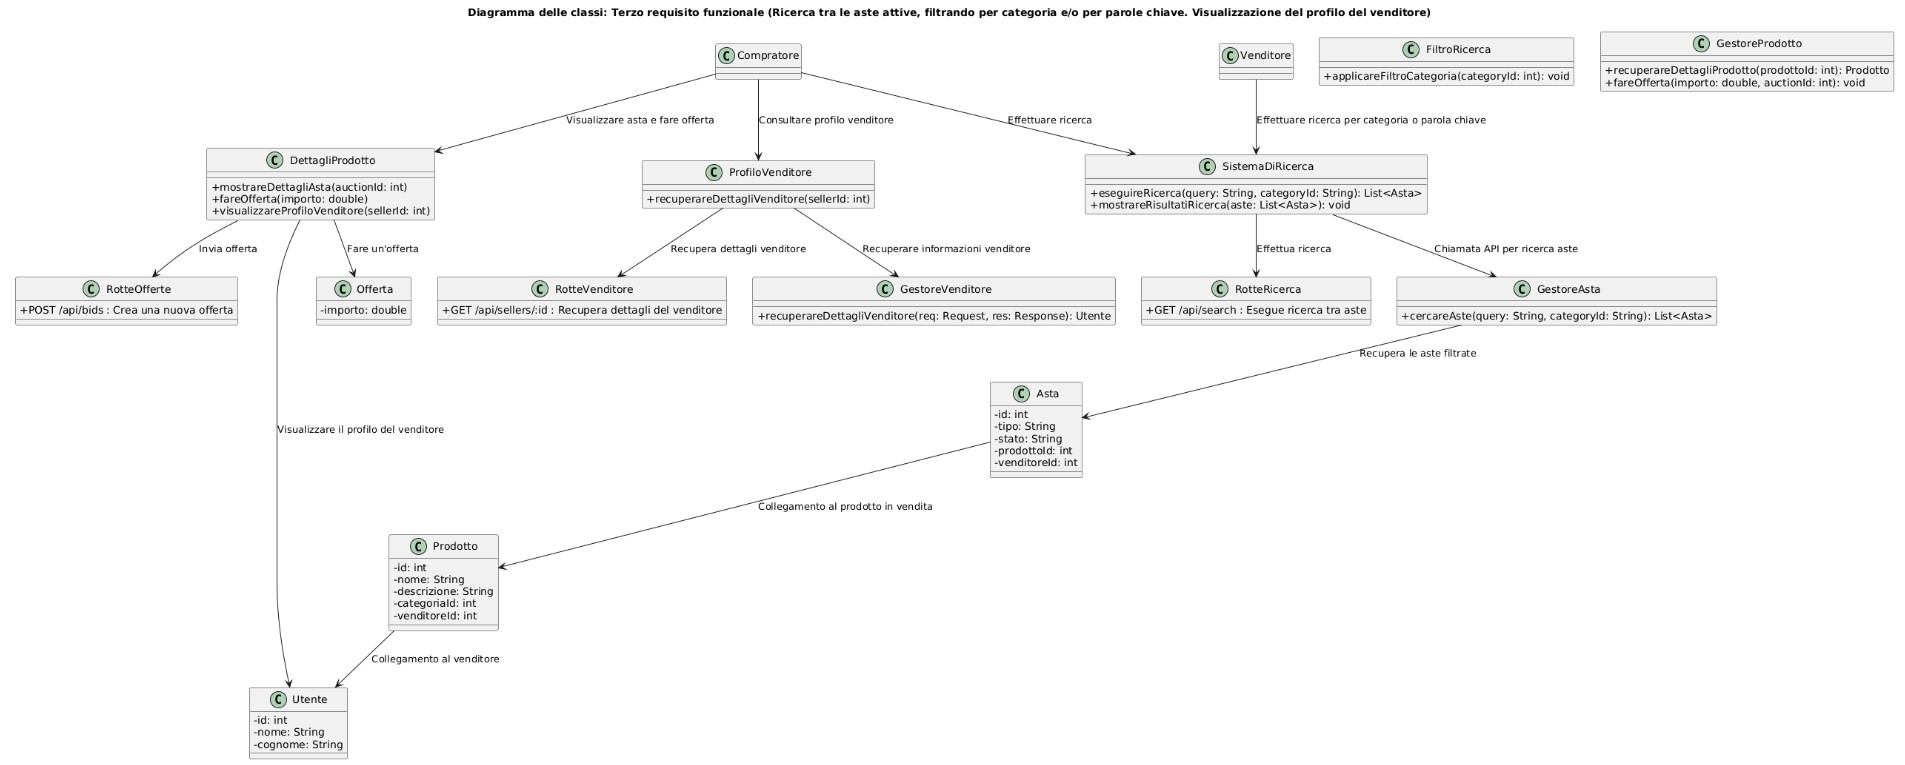 Diagramma delle classi: Terzo requisito funzionale (Ricerca tra le aste attive, filtrando per categoria e/o per parole chiave. Visualizzazione del profilo del venditore)
C Compratore
C Venditore
C FiltroRicerca
+applicareFiltroCategoria(categoryId: int): void
C GestoreProdotto
+recuperareDettagliProdotto(prodottoId: int): Prodotto
+fareOfferta(importo: double, auctionId: int): void
Visualizzare asta e fare offerta
Consultare profilo venditore
Effettuare ricerca
Effettuare ricerca per categoria o parola chiave
C DettagliProdotto
+mostrareDettagliAsta(auctionId: int)
+fareOfferta(importo: double)
+visualizzareProfiloVenditore(sellerId: int)
C ProfiloVenditore
+recuperareDettagliVenditore(sellerId: int)
C SistemaDiRicerca
+eseguireRicerca(query: String, categoryId: String): List<Asta>
+mostrareRisultatiRicerca(aste: List<Asta>): void
Invia offerta
Fare un'offerta
Recupera dettagli venditore
Recuperare informazioni venditore
Effettua ricerca
Chiamata API per ricerca aste
C RotteOfferte
+POST /api/bids : Crea una nuova offerta
C Offerta
-importo: double
C RotteVenditore
+GET /api/sellers/:id : Recupera dettagli del venditore
C GestoreVenditore
+recuperareDettagliVenditore(req: Request, res: Response): Utente
C RotteRicerca
+GET /api/search : Esegue ricerca tra aste
C GestoreAsta
+cercareAste(query: String, categoryId: String): List<Asta>
Recupera le aste filtrate
Visualizzare il profilo del venditore
C Asta
-id: int
-tipo: String
-stato: String
-prodottoId: int
-venditoreId: int
Collegamento al prodotto in vendita
C Prodotto
-id: int
-nome: String
-descrizione: String
-categoriaId: int
-venditoreId: int
Collegamento al venditore
C Utente
-id: int
-nome: String
-cognome: String